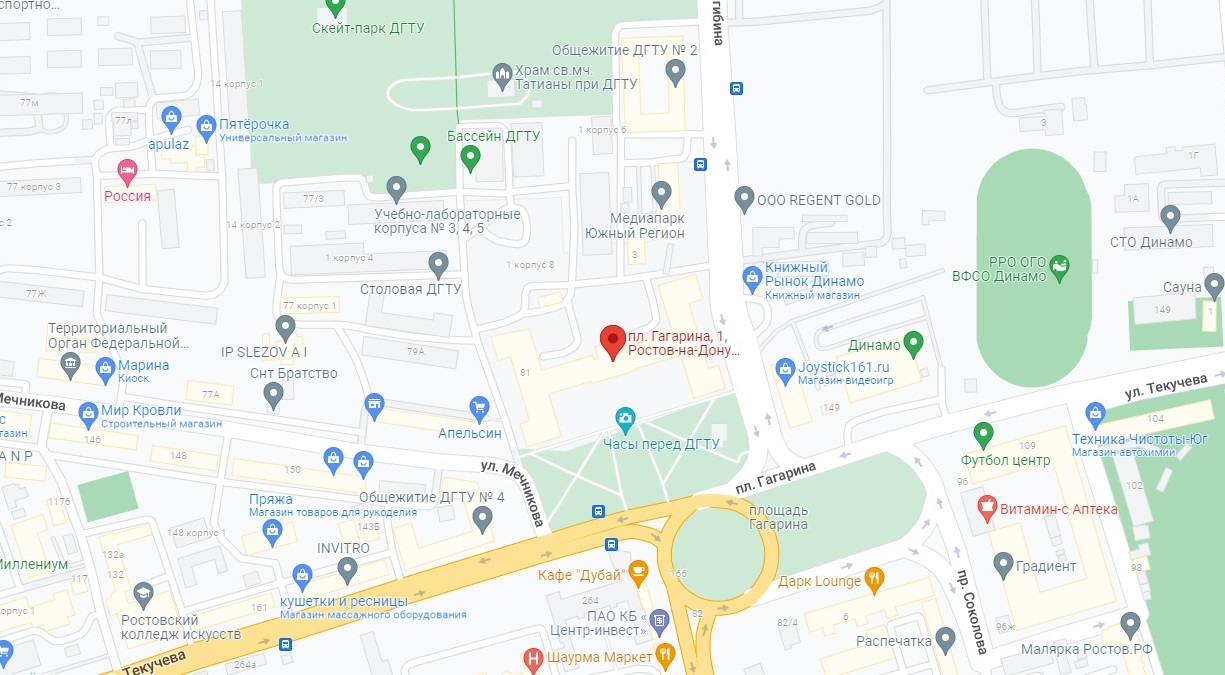 спортно...
Скейт-парк ДГТУ
Общежитие ДГТУ № 2
Храм св.мч.
Татианы при ДГТУ
гибина
14 корпус 1
77м
77л
apulaz
Пятёрочка
Универсальный магазин
Бассейн ДГТУ
1 корпус 6
3
Россия
77 корпус 3
77/3
14 корпус 2
Учебно-лабораторные
корпуса № 3, 4, 5
Медиапарк
Южный Регион
3
ООО REGENT GOLD
1Г
1А
СТО Динамо
с 2
1 корпус 4
1 корпус 8
Столовая ДГТУ
Книжный
Рынок Динамо
Книжный магазин
РРО ОГО
ВФСО Динамо
Сауна
149
1
77Ж
77 корпус 1
Территориальный
Орган Федеральной...
IP SLEZOV A I
79А
81
пл. Гагарина, 1,
Ростов-на-Дону...
Динамо
Joystick161.ru
Магазин видеоигр
149
Марина
Киоск
Снт Братство
77А
Мечникова
Мир Кровли
Строительный магазин
Апельсин
Часы перед ДГТУ
ул. Текучева
104
Техника Чистоты-Юг
Магазин автохимии
с
газин
A N P
146
148
150
ул. Мечникова
пл. Гагарина
109
Футбол центр
96
102
117б
Пряжа
Магазин товаров для рукоделия
Общежитие ДГТУ № 4
143Б
148 корпус
площадь
Гагарина
Витамин-с Аптека
Миллениум
132а
132
117
INVITRO
кушетки и ресницы
Магазин массажного оборудования
Кафе "Дубай"
166
264
Дарк Lounge
Градиент
98
корпус 1
Ростовский
колледж искусств
161
ПАО КБ «
Центр-инвест»
82
82/4
6
пр. Соколова
96ж
Распечатка
Малярка Ростов.РФ
Текучева
264а
Шаурма Маркет